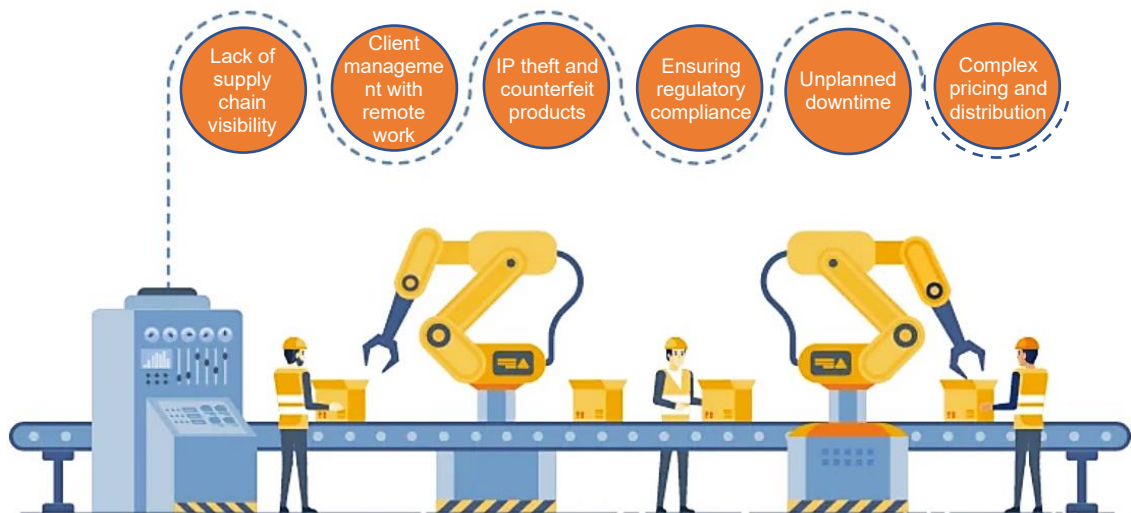 Lack of
supply
chain
visibility
Client
manageme
nt with
remote
work
IP theft and
counterfeit
products
Ensuring
regulatory
compliance
Unplanned
downtime
Complex
pricing and
distribution